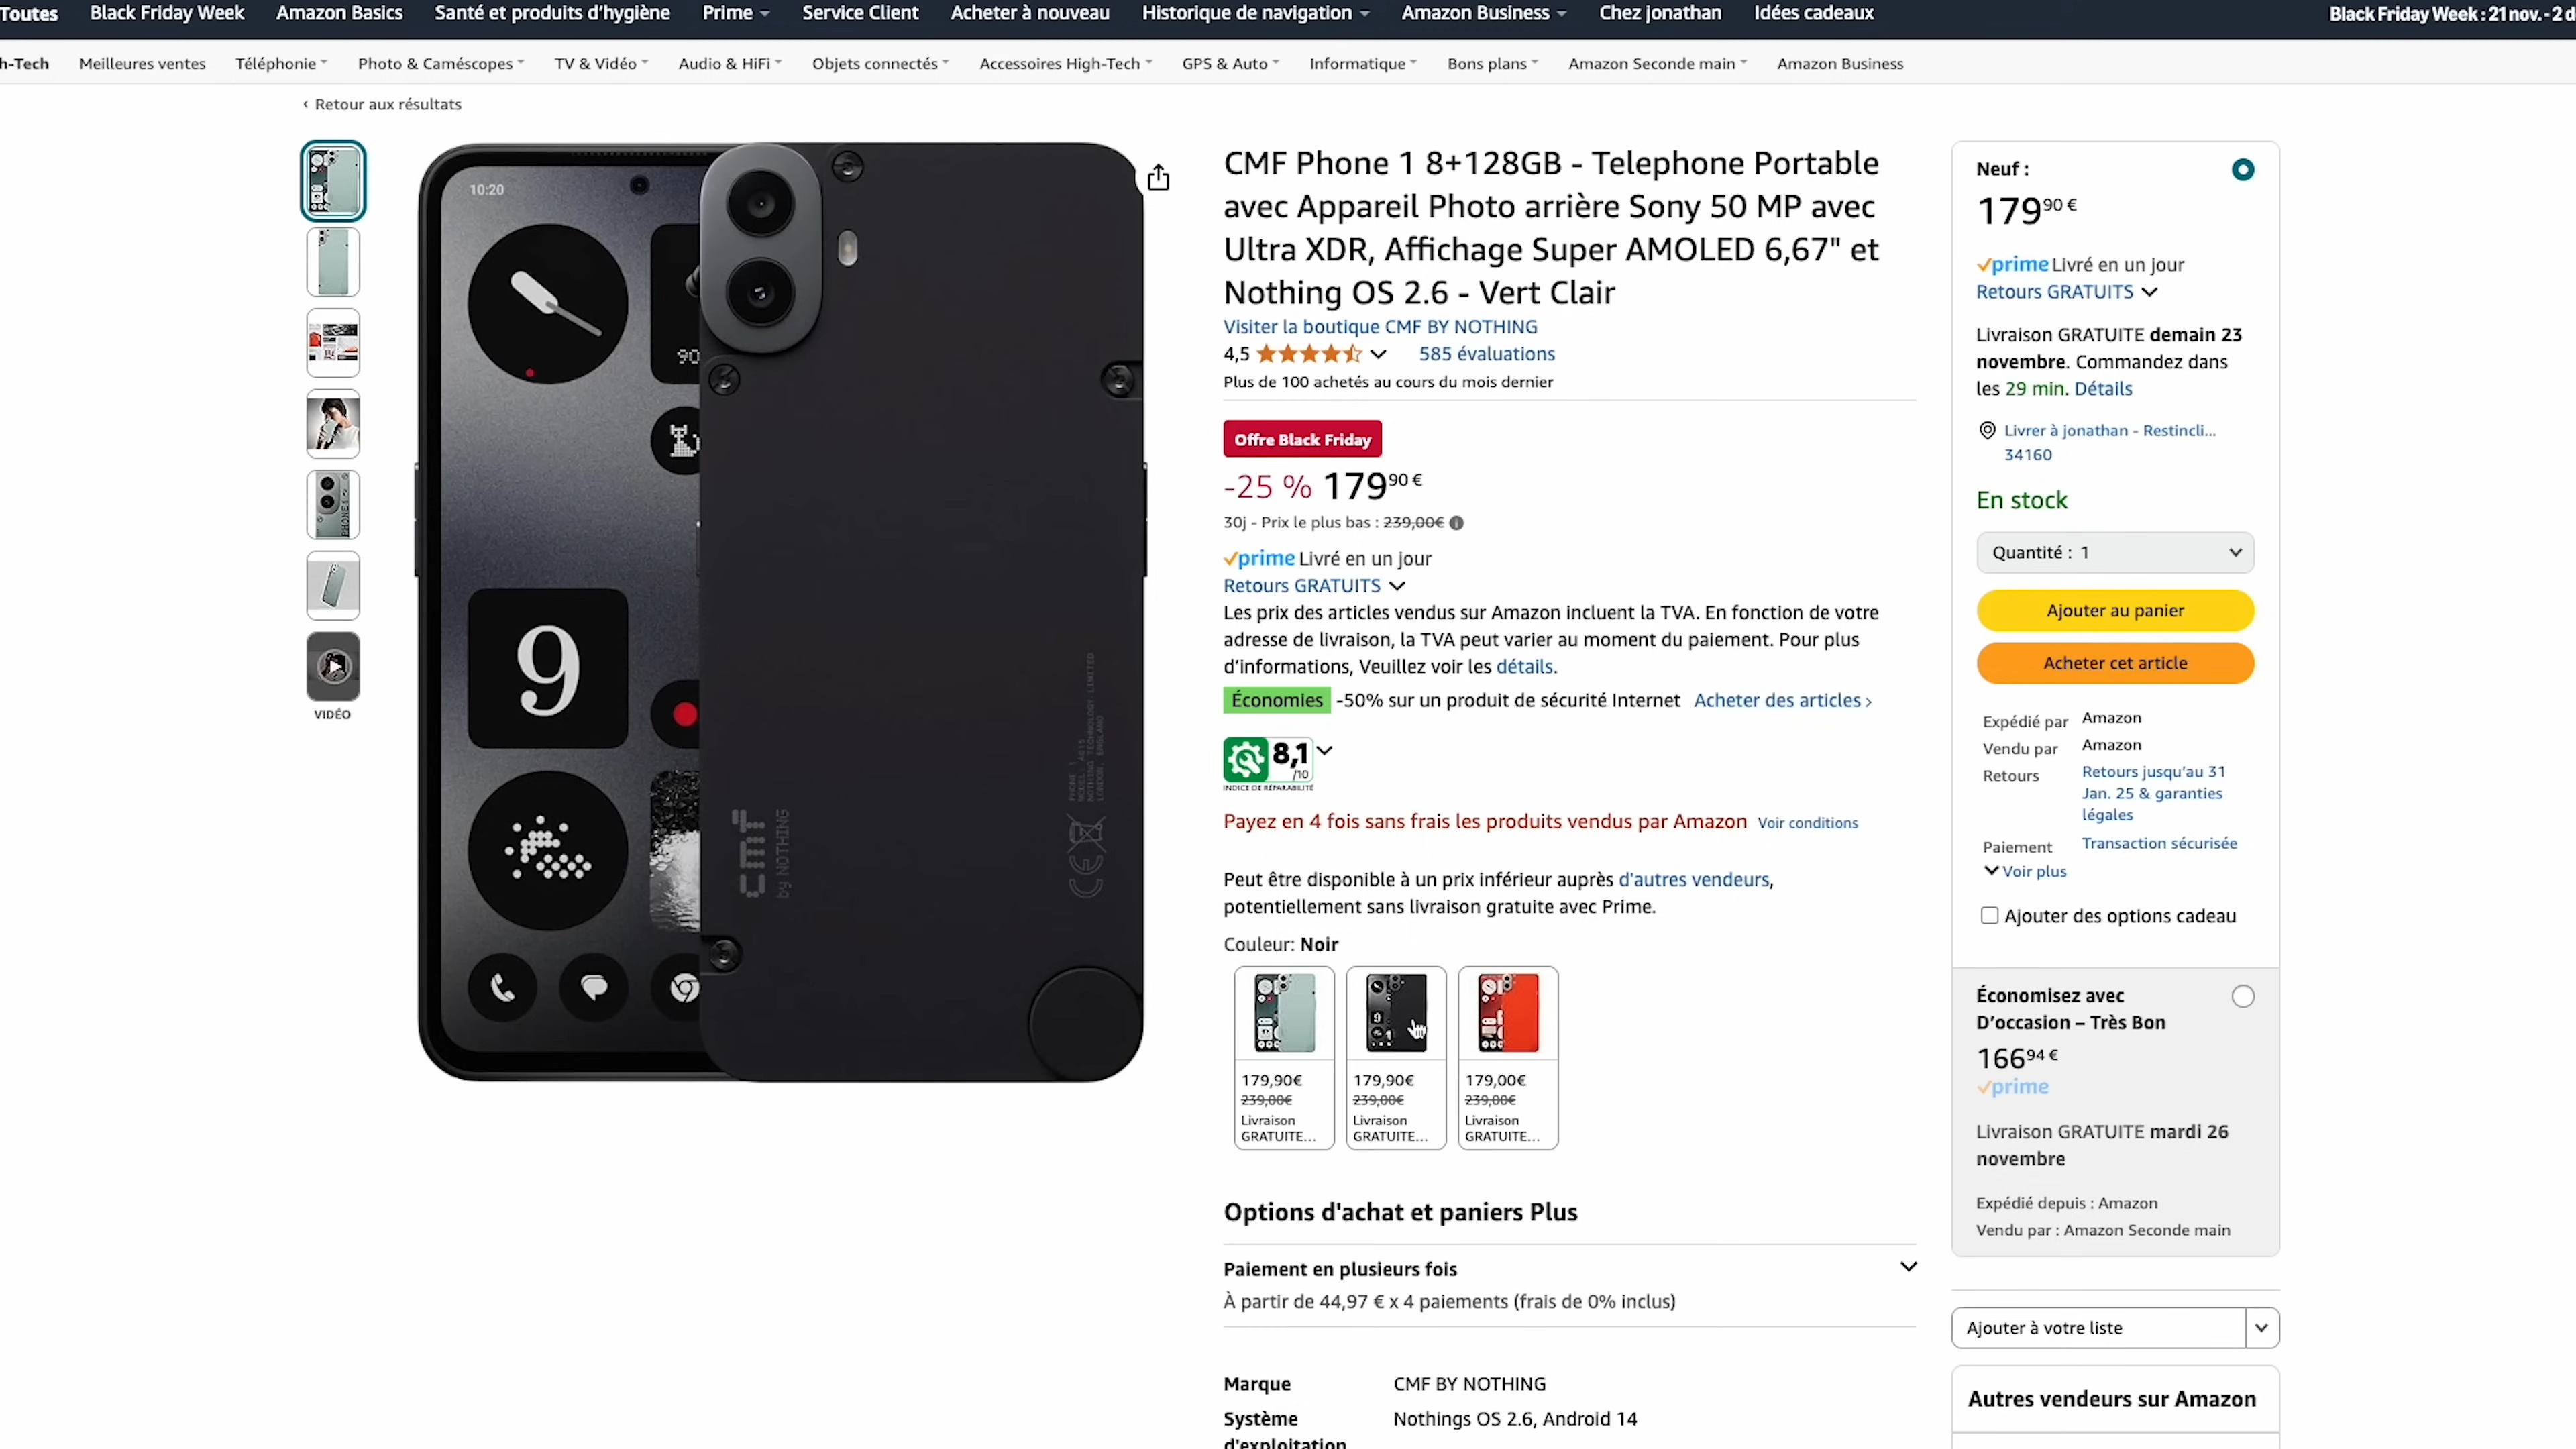 Toutes
Black Friday Week
Amazon Basics
Santé et produits d'hygiène
Prime
Service Client
Acheter à nouveau
Historique de navigation
Amazon Business
Chez jonathan
Idées cadeaux
Black Friday Week : 21 nov. - 2 d
h-Tech
Meilleures ventes
Téléphonie
Photo & Caméscopes
TV & Vidéo
Audio & HiFi
Objets connectés
Accessoires High-Tech
GPS & Auto
Informatique
Bons plans
Amazon Seconde main
Amazon Business
‹ Retour aux résultats
VIDÉO
10:20
90
9
CMF
by NOTHING
PHONE 1
MODEL: A015
NOTHING TECHNOLOGY LIMITED
LONDON, ENGLAND
CE
CMF Phone 1 8+128GB - Telephone Portable
avec Appareil Photo arrière Sony 50 MP avec
Ultra XDR, Affichage Super AMOLED 6,67" et
Nothing OS 2.6 - Vert Clair
Visiter la boutique CMF BY NOTHING
4,5
585 évaluations
Plus de 100 achetés au cours du mois dernier
Offre Black Friday
-25 % 179,90 €
30j - Prix le plus bas : 239,00€
prime Livré en un jour
Retours GRATUITS
Les prix des articles vendus sur Amazon incluent la TVA. En fonction de votre
adresse de livraison, la TVA peut varier au moment du paiement. Pour plus
d'informations, Veuillez voir les détails.
Économies -50% sur un produit de sécurité Internet Acheter des articles ›
8,1
/10
INDICE DE RÉPARABILITÉ
Payez en 4 fois sans frais les produits vendus par Amazon Voir conditions
Peut être disponible à un prix inférieur auprès d'autres vendeurs,
potentiellement sans livraison gratuite avec Prime.
Couleur: Noir
179,90€
239,00€
Livraison
GRATUITE...
179,90€
239,00€
Livraison
GRATUITE...
179,00€
239,00€
Livraison
GRATUITE...
Options d'achat et paniers Plus
Paiement en plusieurs fois
À partir de 44,97 € x 4 paiements (frais de 0% inclus)
Marque CMF BY NOTHING
Système Nothings OS 2.6, Android 14
d'exploitation
Neuf :
179 90 €
prime Livré en un jour
Retours GRATUITS
Livraison GRATUITE demain 23
novembre. Commandez dans
les 29 min. Détails
Livrer à jonathan - Restincli...
34160
En stock
Quantité : 1
Ajouter au panier
Acheter cet article
Expédié par Amazon
Vendu par Amazon
Retours Retours jusqu'au 31
Jan. 25 & garanties
légales
Paiement Transaction sécurisée
Voir plus
Ajouter des options cadeau
Économisez avec
D'occasion – Très Bon
166 94 €
prime
Livraison GRATUITE mardi 26
novembre
Expédié depuis : Amazon
Vendu par : Amazon Seconde main
Ajouter à votre liste
Autres vendeurs sur Amazon